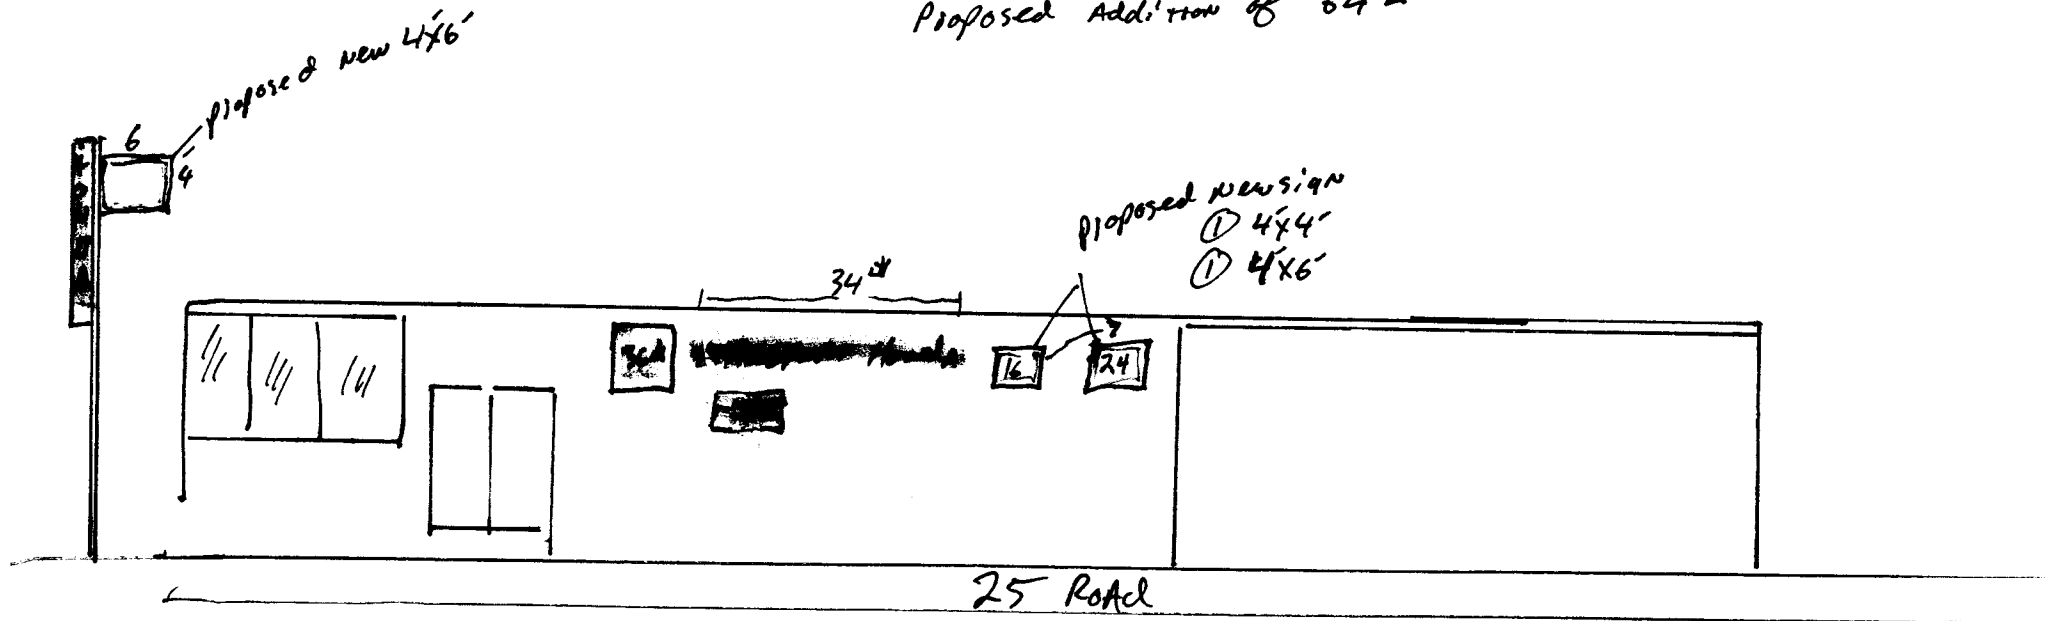 Proposed Addition of 64
proposed new 4'x6'
6
4'
Proposed New sign
① 4'x4'
① 4'x6'
34
16
24
25 Road